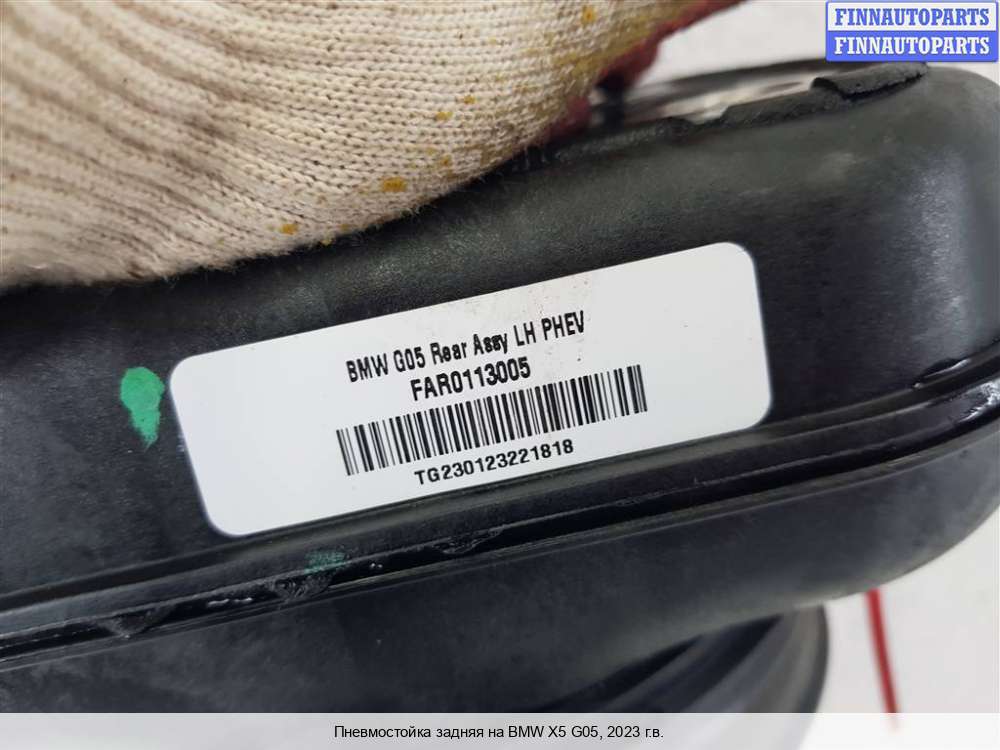 FINNAUTOPARTS
FINNAUTOPARTS
BMW G05 Rear Assy LH PHEV
FAR0113005
TG230123221818
Пневмостойка задняя на BMW X5 G05, 2023 г.в.